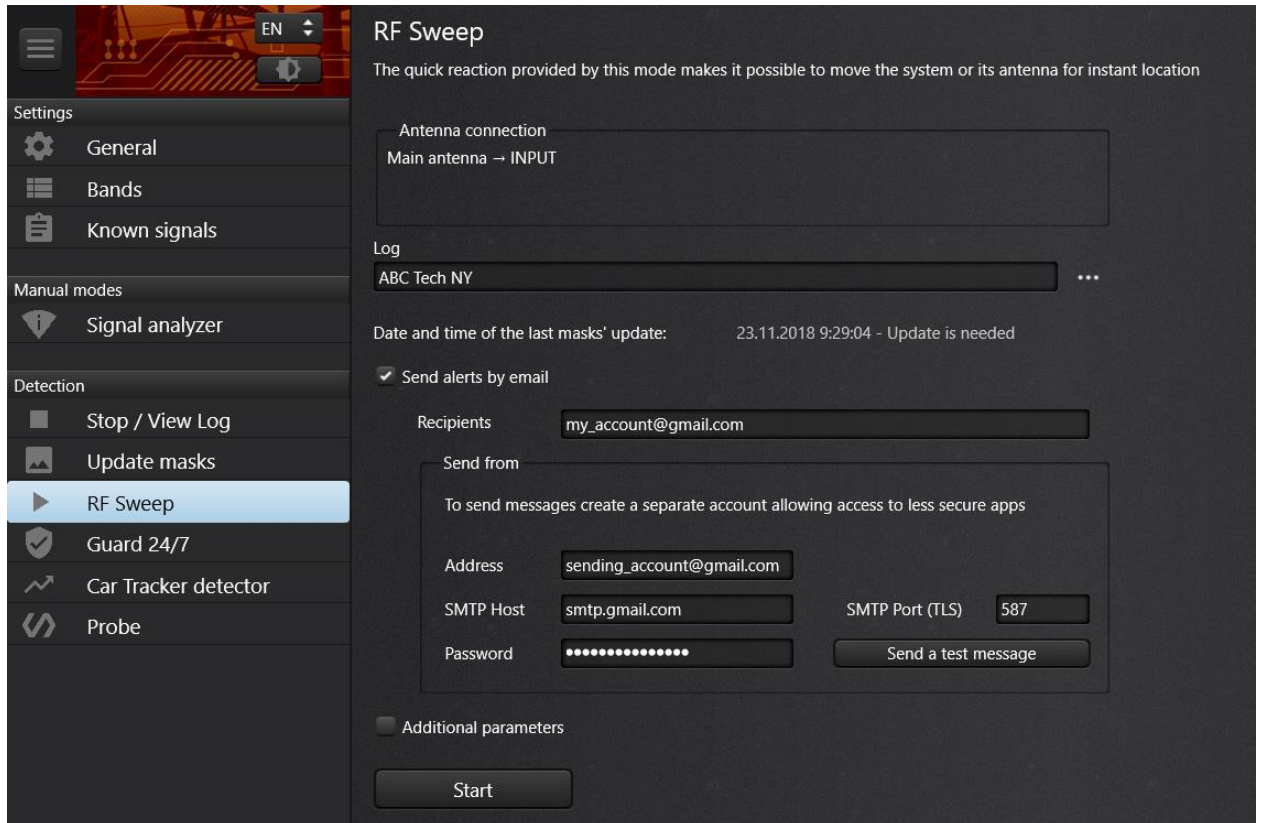 EN
Settings
General
Bands
Known signals
Manual modes
Signal analyzer
Detection
Stop / View Log
Update masks
RF Sweep
Guard 24/7
Car Tracker detector
Probe
RF Sweep
The quick reaction provided by this mode makes it possible to move the system or its antenna for instant location
Antenna connection
Main antenna → INPUT
Log
ABC Tech NY
Date and time of the last masks' update: 23.11.2018 9:29:04 - Update is needed
Send alerts by email
Recipients my_account@gmail.com
Send from
To send messages create a separate account allowing access to less secure apps
Address sending_account@gmail.com
SMTP Host smtp.gmail.com SMTP Port (TLS) 587
Password ●●●●●●●●●●●●●●● Send a test message
Additional parameters
Start